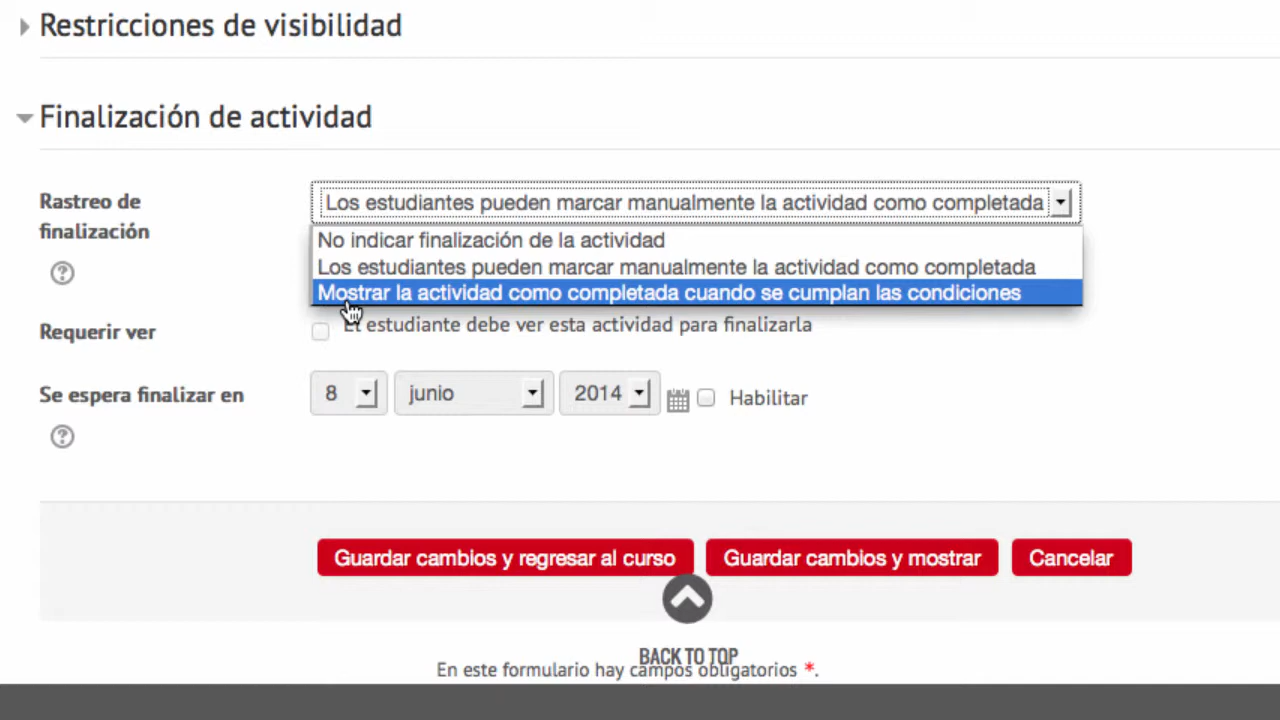 Restricciones de visibilidad
Finalización de actividad
Rastreo de
finalización
Los estudiantes pueden marcar manualmente la actividad como completada
No indicar finalización de la actividad
Los estudiantes pueden marcar manualmente la actividad como completada
Mostrar la actividad como completada cuando se cumplan las condiciones
Requerir ver
El estudiante debe ver esta actividad para finalizarla
Se espera finalizar en
8 junio 2014 Habilitar
Guardar cambios y regresar al curso Guardar cambios y mostrar Cancelar
BACK TO TOP
En este formulario hay campos obligatorios *.